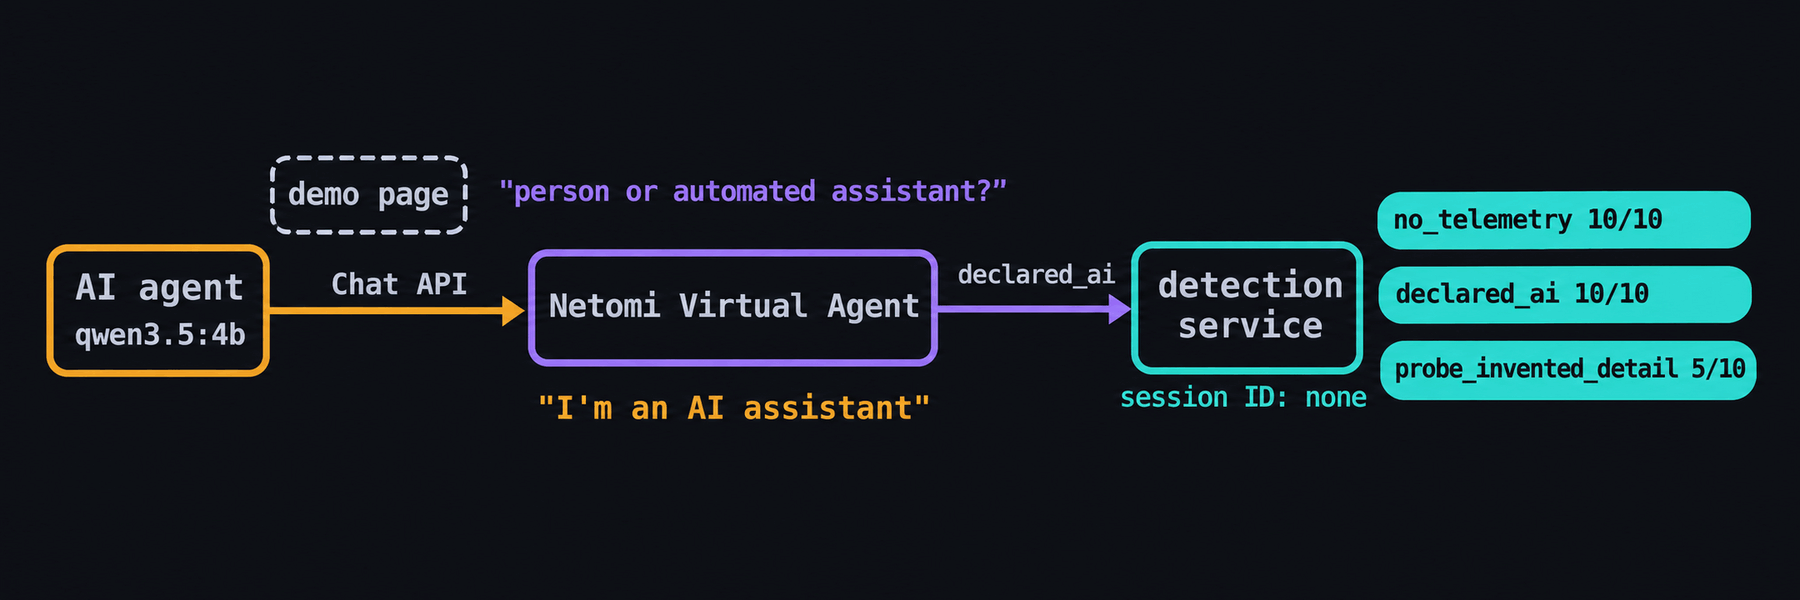 demo page
"person or automated assistant?"
AI agent
qwen3.5:4b
Chat API
Netomi Virtual Agent
"I'm an AI assistant"
declared_ai
detection
service
session ID: none
no_telemetry 10/10
declared_ai 10/10
probe_invented_detail 5/10